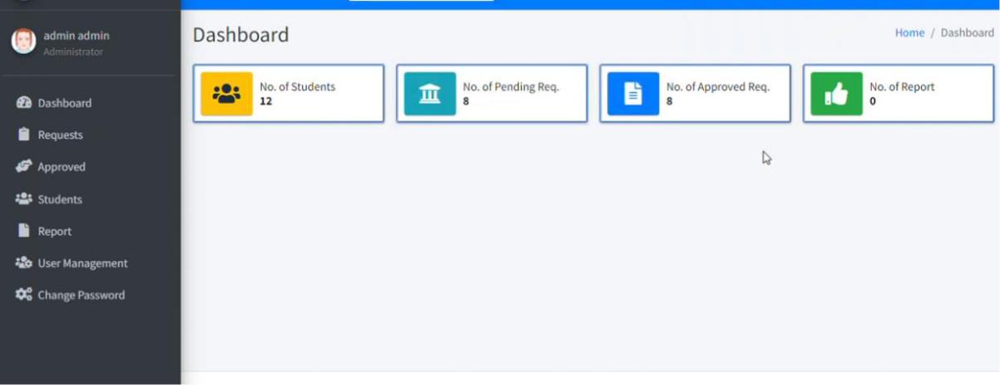 admin admin
Administrator
Dashboard
Requests
Approved
Students
Report
User Management
Change Password
Dashboard
Home / Dashboard
No. of Students
12
No. of Pending Req.
8
No. of Approved Req.
8
No. of Report
0